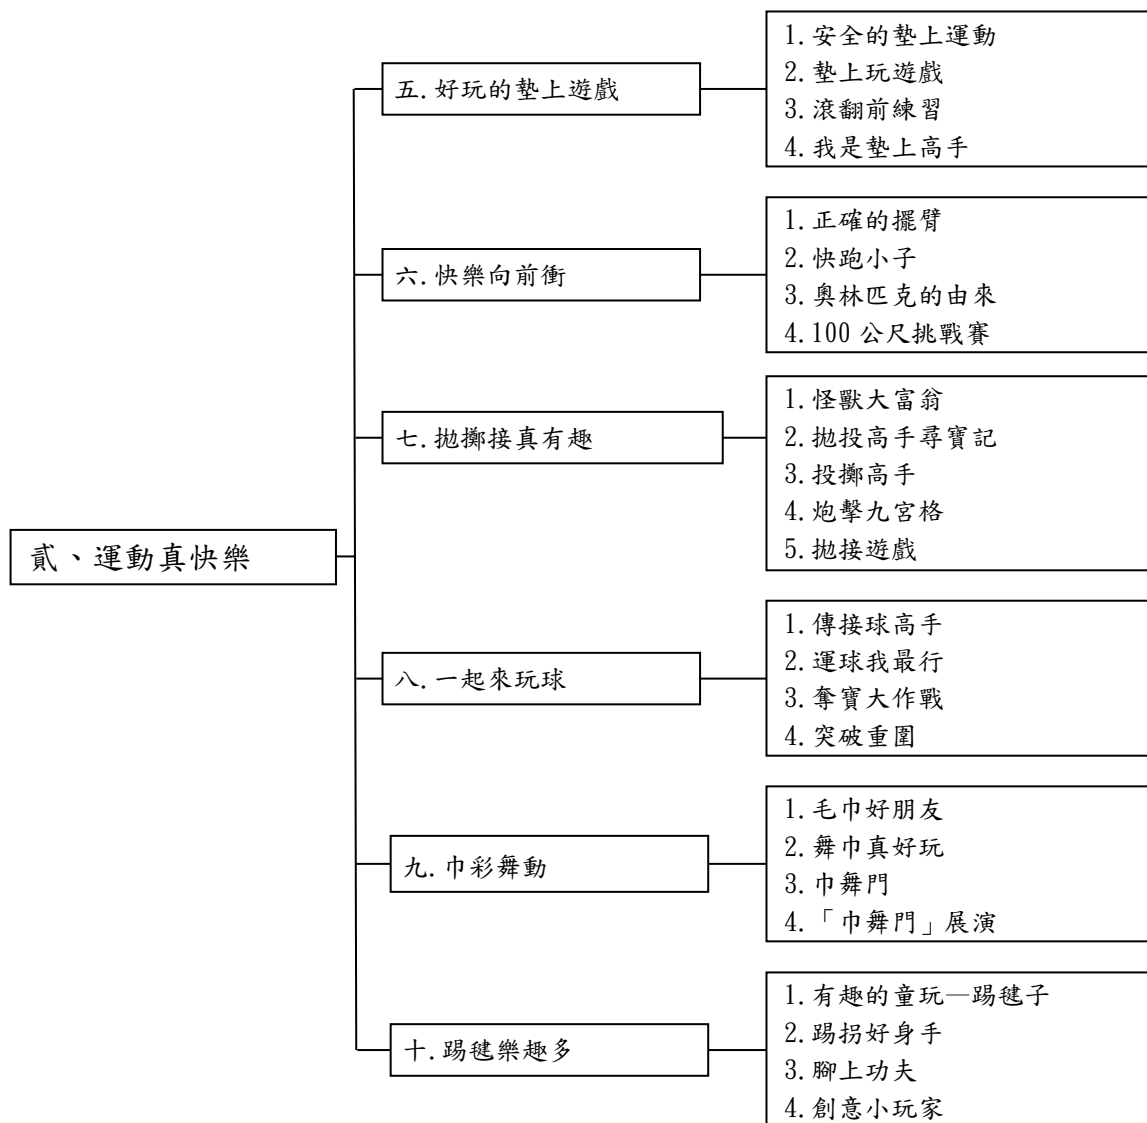 貳、運動真快樂
五.好玩的墊上遊戲
1.安全的墊上運動
2.墊上玩遊戲
3.滾翻前練習
4.我是墊上高手
六.快樂向前衝
1.正確的擺臂
2.快跑小子
3.奧林匹克的由來
4.100 公尺挑戰賽
七.拋擲接真有趣
1.怪獸大富翁
2.拋投高手尋寶記
3.投擲高手
4.炮擊九宮格
5.拋接遊戲
八.一起來玩球
1.傳接球高手
2.運球我最行
3.奪寶大作戰
4.突破重圍
九.巾彩舞動
1.毛巾好朋友
2.舞巾真好玩
3.巾舞門
4.「巾舞門」展演
十.踢毽樂趣多
1.有趣的童玩—踢毽子
2.踢拐好身手
3.腳上功夫
4.創意小玩家